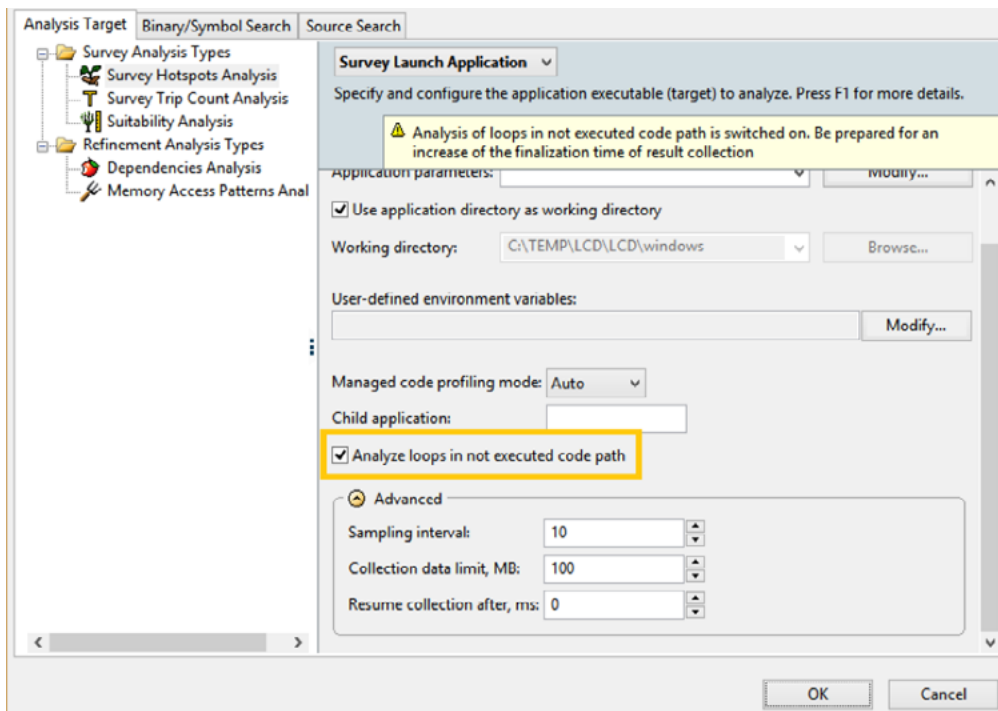 Analysis Target
Binary/Symbol Search
Source Search
Survey Analysis Types
Survey Hotspots Analysis
Survey Trip Count Analysis
Suitability Analysis
Refinement Analysis Types
Dependencies Analysis
Memory Access Patterns Anal
Survey Launch Application
Specify and configure the application executable (target) to analyze. Press F1 for more details.
Analysis of loops in not executed code path is switched on. Be prepared for an
increase of the finalization time of result collection
Application parameters:
Modify...
Use application directory as working directory
Working directory:
C:\TEMP\LCD\LCD\windows
Browse...
User-defined environment variables:
Modify...
Managed code profiling mode:
Auto
Child application:
Analyze loops in not executed code path
Advanced
Sampling interval:
10
Collection data limit, MB:
100
Resume collection after, ms:
0
OK
Cancel